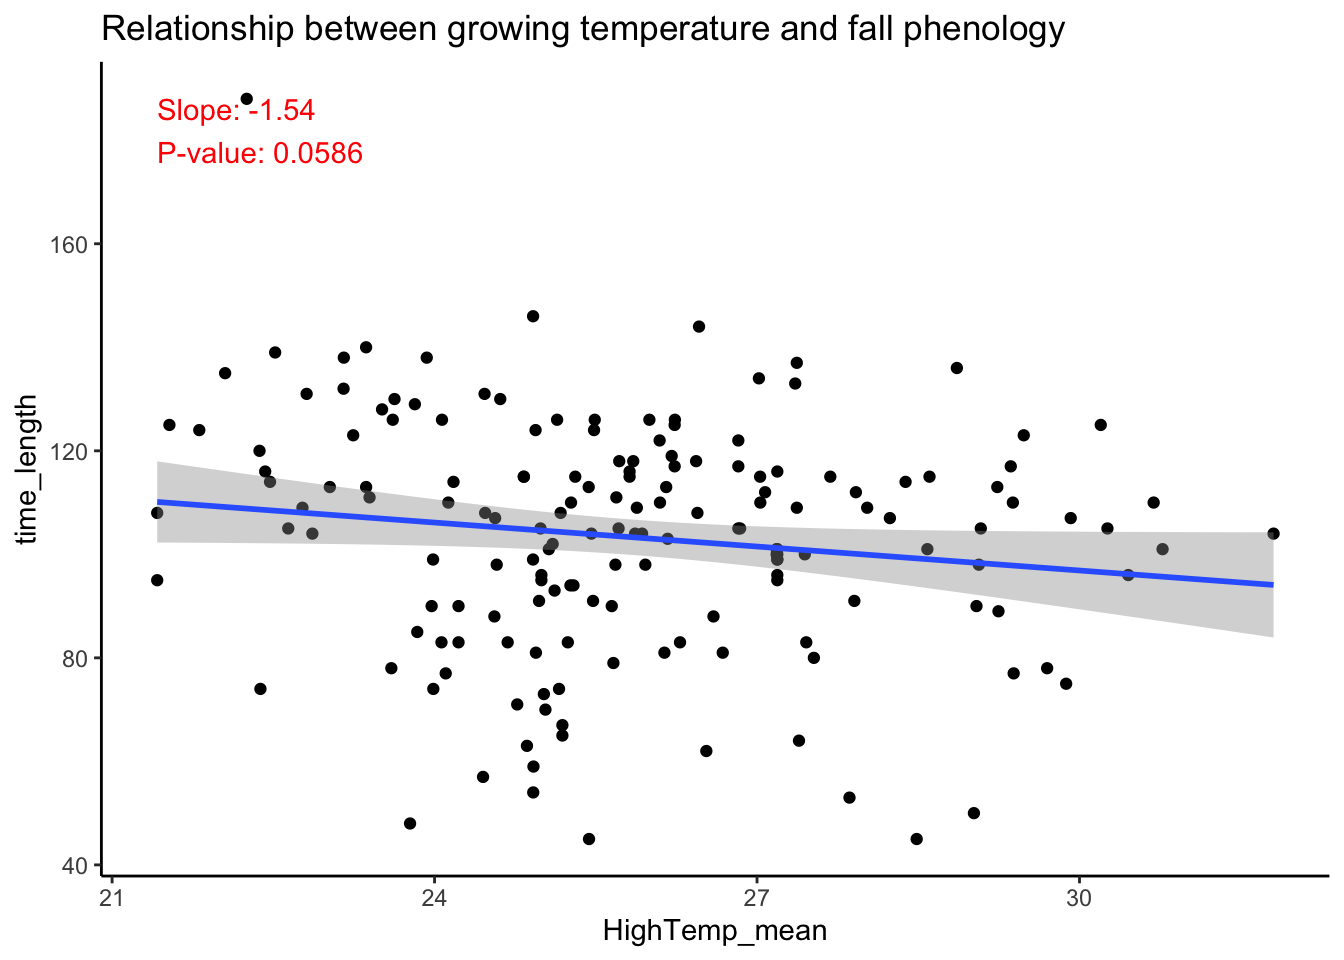 Relationship between growing temperature and fall phenology
Slope: -1.54
P-value: 0.0586
160
120
80
40
time_length
21
24
27
30
HighTemp_mean